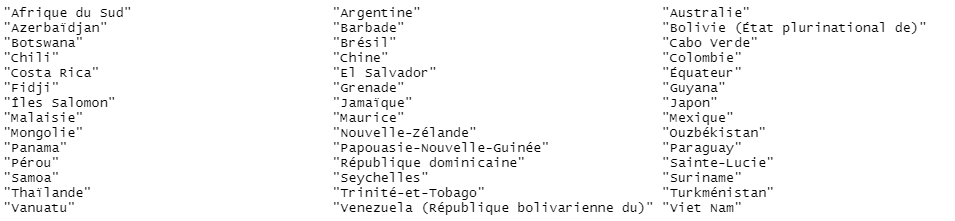 "Afrique du Sud" "Argentine" "Australie"
"Azerbaïdjan" "Barbade" "Bolivie (État plurinational de)"
"Botswana" "Brésil" "Cabo Verde"
"Chili" "Chine" "Colombie"
"Costa Rica" "El Salvador" "Équateur"
"Fidji" "Grenade" "Guyana"
"Îles Salomon" "Jamaïque" "Japon"
"Malaisie" "Maurice" "Mexique"
"Mongolie" "Nouvelle-Zélande" "Ouzbékistan"
"Panama" "Papouasie-Nouvelle-Guinée" "Paraguay"
"Pérou" "République dominicaine" "Sainte-Lucie"
"Samoa" "Seychelles" "Suriname"
"Thaïlande" "Trinité-et-Tobago" "Turkménistan"
"Vanuatu" "Venezuela (République bolivarienne du)" "Viet Nam"